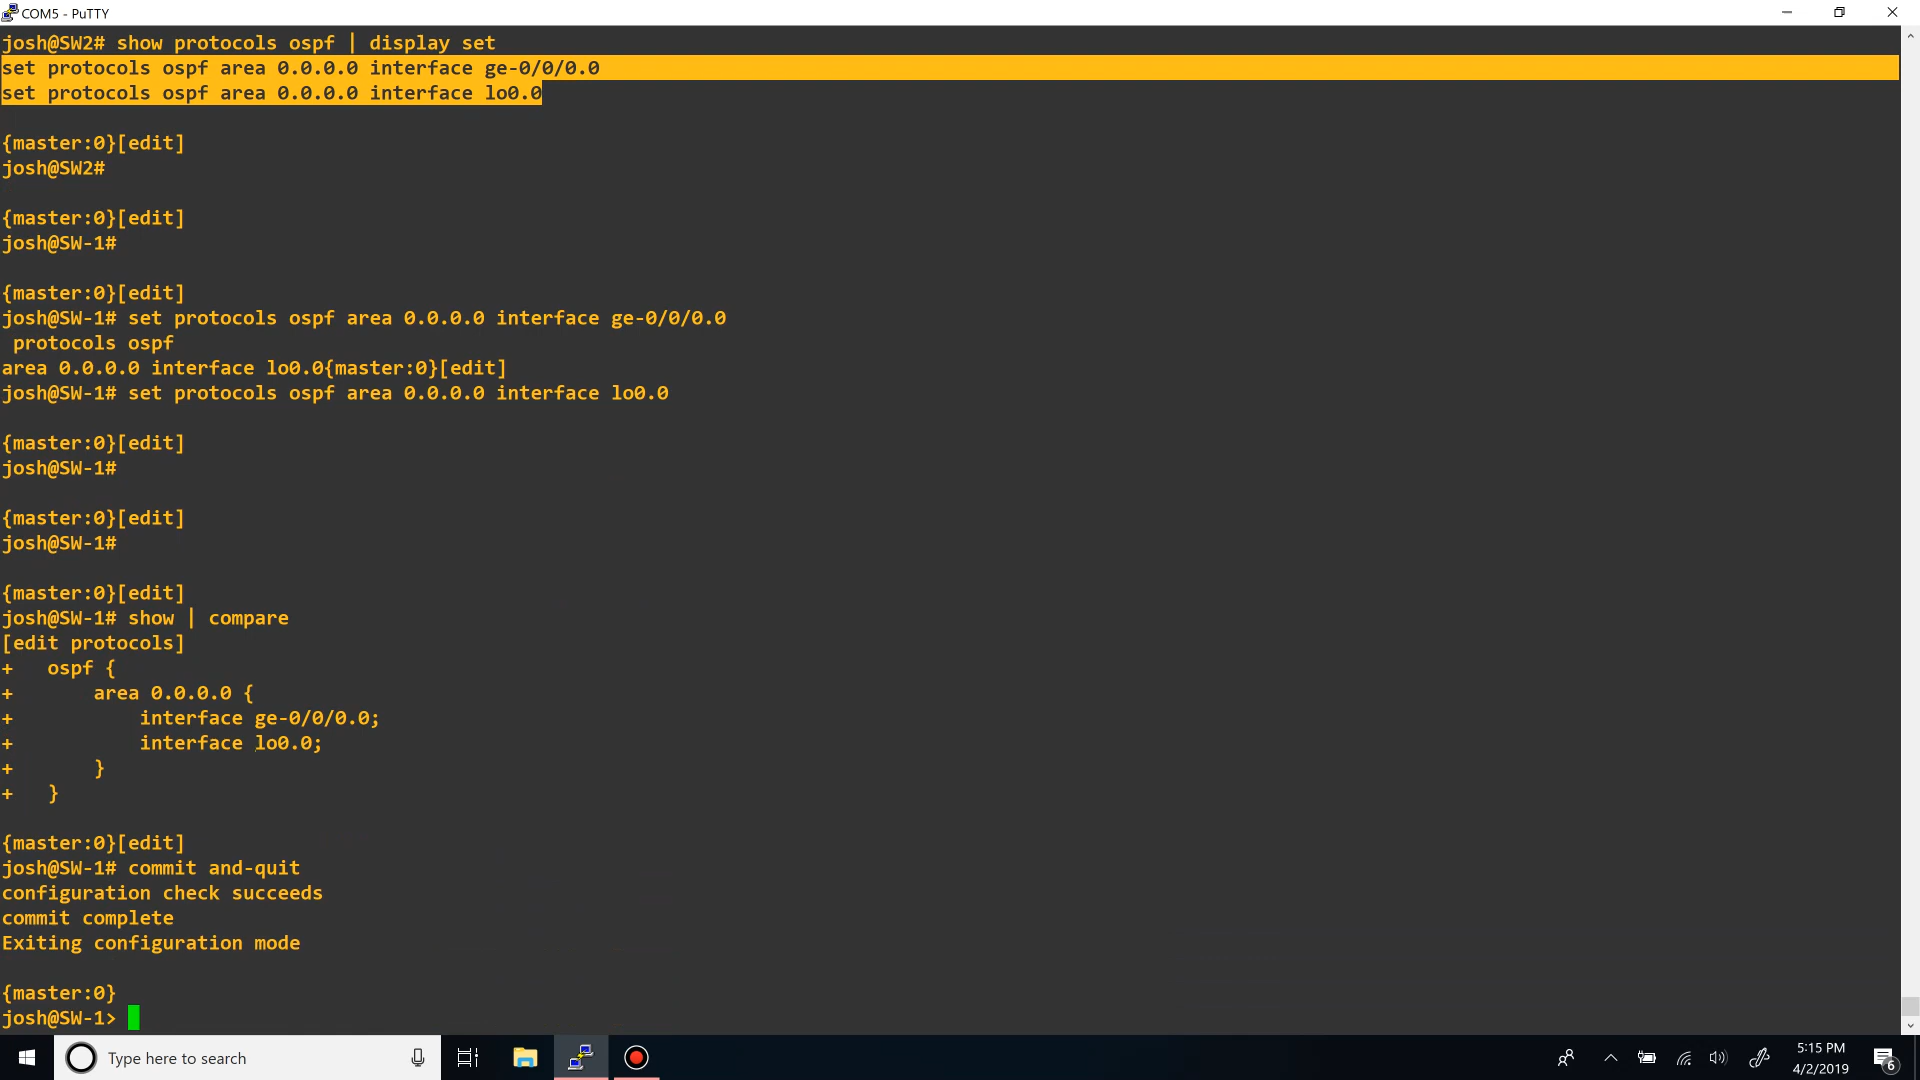 COM5 - PuTTY
josh@SW2# show protocols ospf | display set
set protocols ospf area 0.0.0.0 interface ge-0/0/0.0
set protocols ospf area 0.0.0.0 interface lo0.0
{master:0}[edit]
josh@SW2#
{master:0}[edit]
josh@SW-1#
{master:0}[edit]
josh@SW-1# set protocols ospf area 0.0.0.0 interface ge-0/0/0.0
protocols ospf
area 0.0.0.0 interface lo0.0{master:0}[edit]
josh@SW-1# set protocols ospf area 0.0.0.0 interface lo0.0
{master:0}[edit]
josh@SW-1#
{master:0}[edit]
josh@SW-1#
{master:0}[edit]
josh@SW-1# show | compare
[edit protocols]
+   ospf {
+       area 0.0.0.0 {
+           interface ge-0/0/0.0;
+           interface lo0.0;
+       }
+   }
{master:0}[edit]
josh@SW-1# commit and-quit
configuration check succeeds
commit complete
Exiting configuration mode
{master:0}
josh@SW-1>
Type here to search
5:15 PM
4/2/2019
6